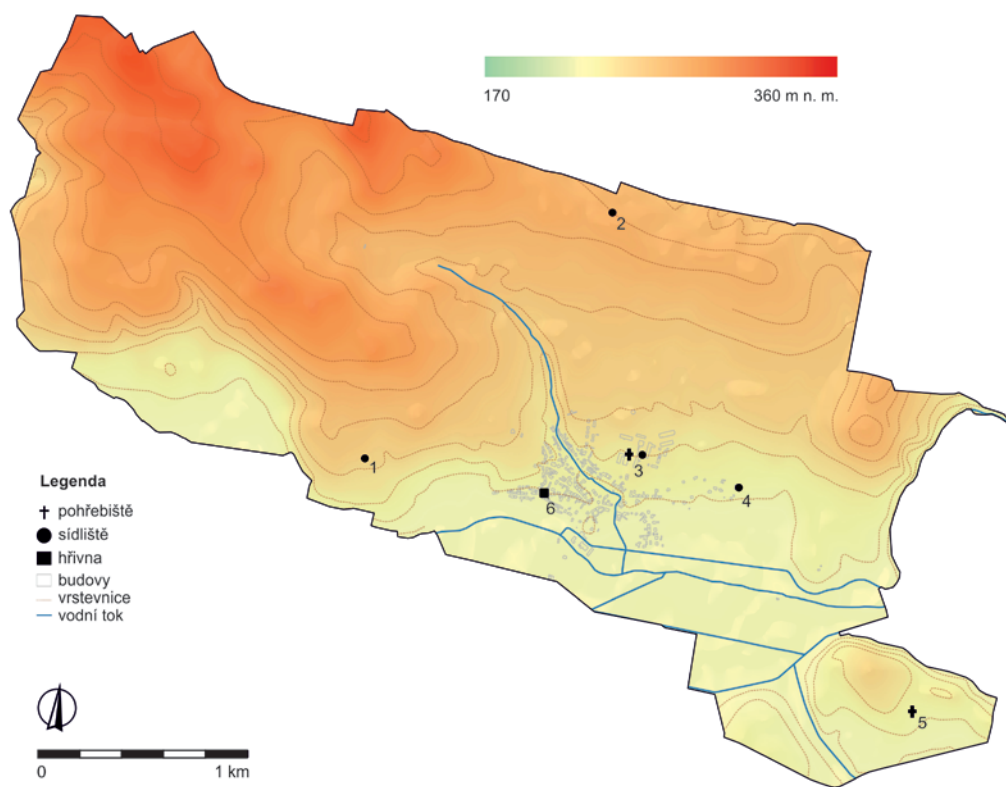 170
360 m n. m.
2
1
3
4
6
5
Legenda
pohřebiště
sídliště
hřivna
budovy
vrstevnice
vodní tok
0
1 km